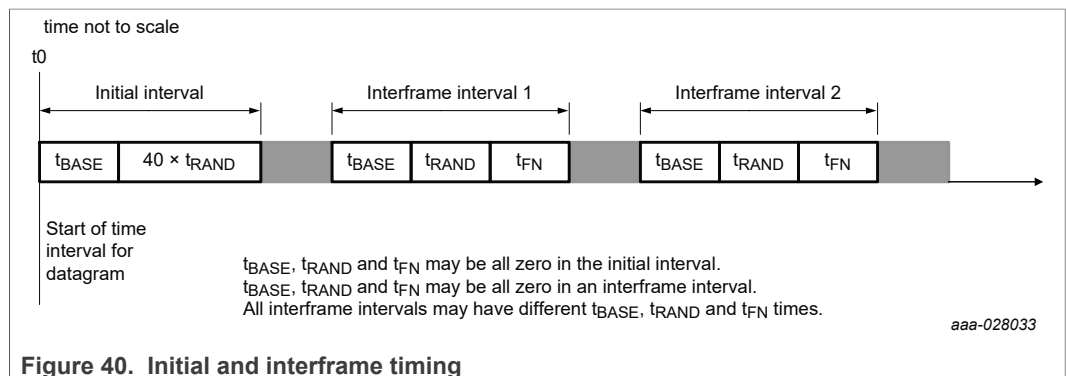 time not to scale
t0
Initial interval
Interframe interval 1
Interframe interval 2
tBASE
40 × tRAND
tBASE
tRAND
tFN
tBASE
tRAND
tFN
Start of time
interval for
datagram
tBASE, tRAND and tFN may be all zero in the initial interval.
tBASE, tRAND and tFN may be all zero in an interframe interval.
All interframe intervals may have different tBASE, tRAND and tFN times.
aaa-028033
Figure 40. Initial and interframe timing